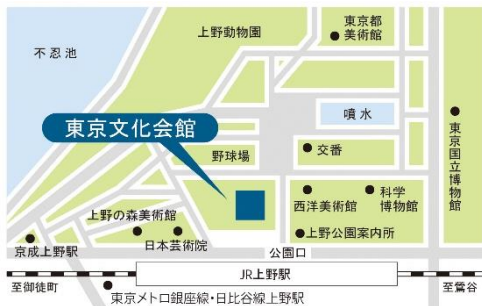 東京都
美術館
上野動物園
不忍池
噴水
東京文化会館
野球場
交番
東京国立博物館
西洋美術館
科学
博物館
上野の森美術館
日本芸術院
上野公園案内所
京成上野駅
公園口
JR上野駅
至御徒町
至鶯谷
東京メトロ銀座線・日比谷線上野駅